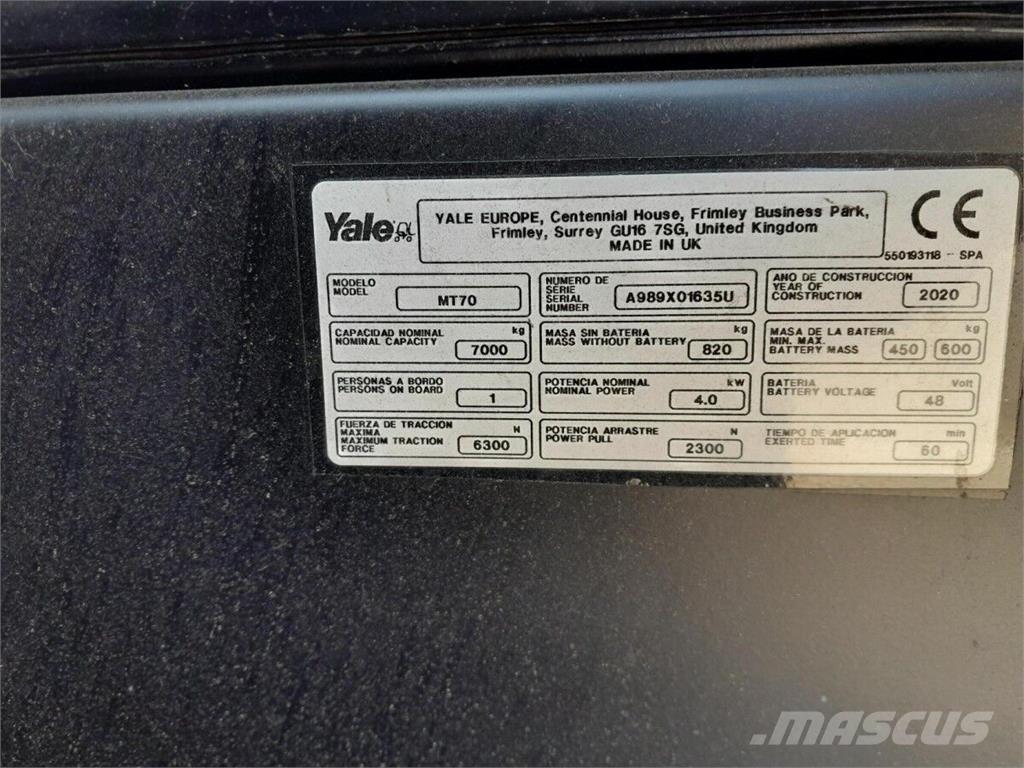 Yale
YALE EUROPE, Centennial House, Frimley Business Park,
Frimley, Surrey GU16 7SG, United Kingdom
MADE IN UK
CE
550193118 - SPA
MODELO
MODEL
MT70
NUMERO DE
SERIE
SERIAL
NUMBER
A989X01635U
ANO DE CONSTRUCCION
YEAR OF
CONSTRUCTION
2020
CAPACIDAD NOMINAL kg
NOMINAL CAPACITY
7000
MASA SIN BATERIA kg
MASS WITHOUT BATTERY
820
MASA DE LA BATERIA kg
MIN. MAX.
BATTERY MASS
450 600
PERSONAS A BORDO
PERSONS ON BOARD
1
POTENCIA NOMINAL kW
NOMINAL POWER
4.0
BATERIA Volt
BATTERY VOLTAGE
48
FUERZA DE TRACCION
MAXIMA N
MAXIMUM TRACTION
FORCE
6300
POTENCIA ARRASTRE N
POWER PULL
2300
TIEMPO DE APLICACION min
EXERTED TIME
60
MASCUS